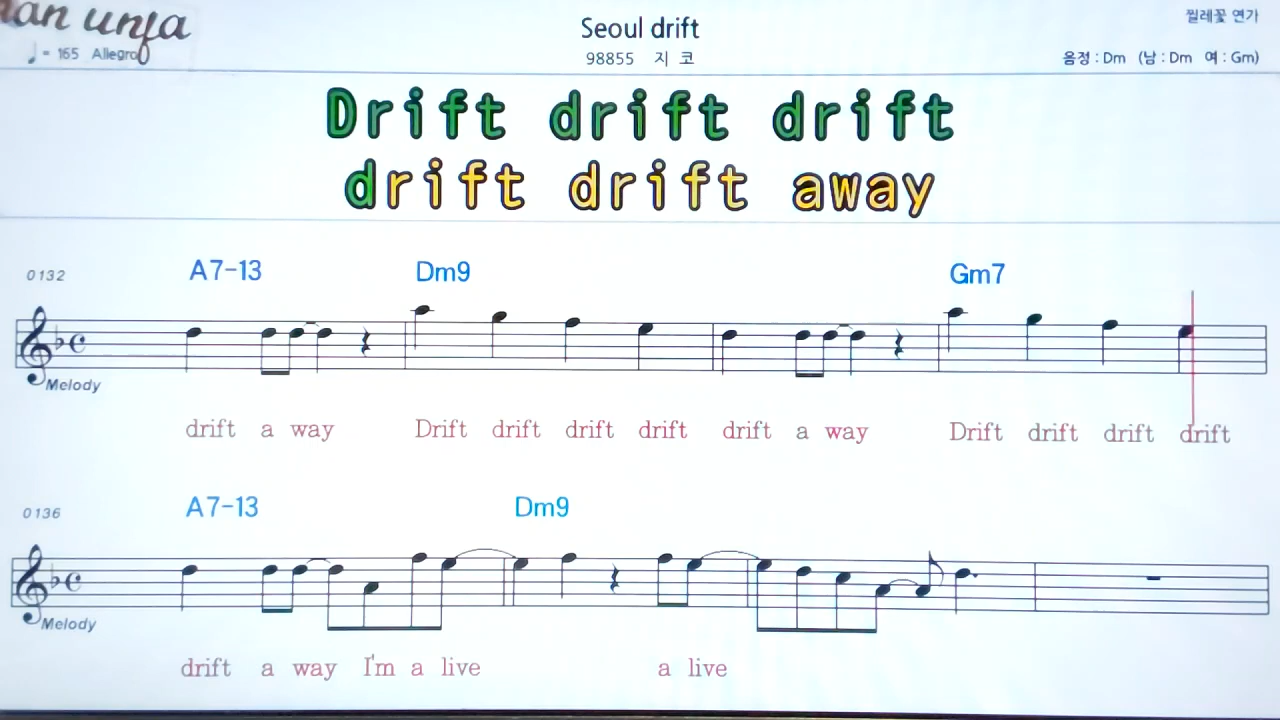 unja
Seoul drift
찔레꽃 연가
♩ = 165 Allegro
98855 지 코
음정 : Dm (남 : Dm 여 : Gm)
Drift drift drift
drift drift away
0132
A7-13 Dm9 Gm7
Melody
drift a way Drift drift drift drift drift a way Drift drift drift drift
0136
A7-13 Dm9
Melody
drift a way I'm a live a live